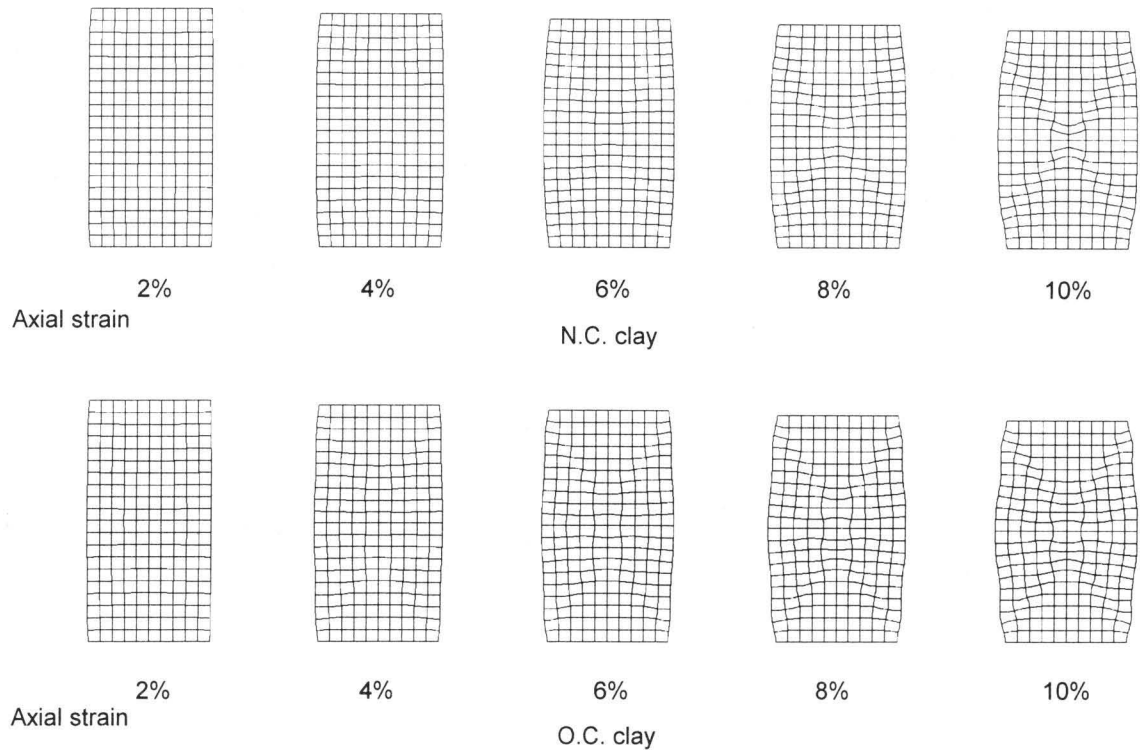 2% 4% 6% 8% 10%
Axial strain
N.C. clay
2% 4% 6% 8% 10%
Axial strain
O.C. clay